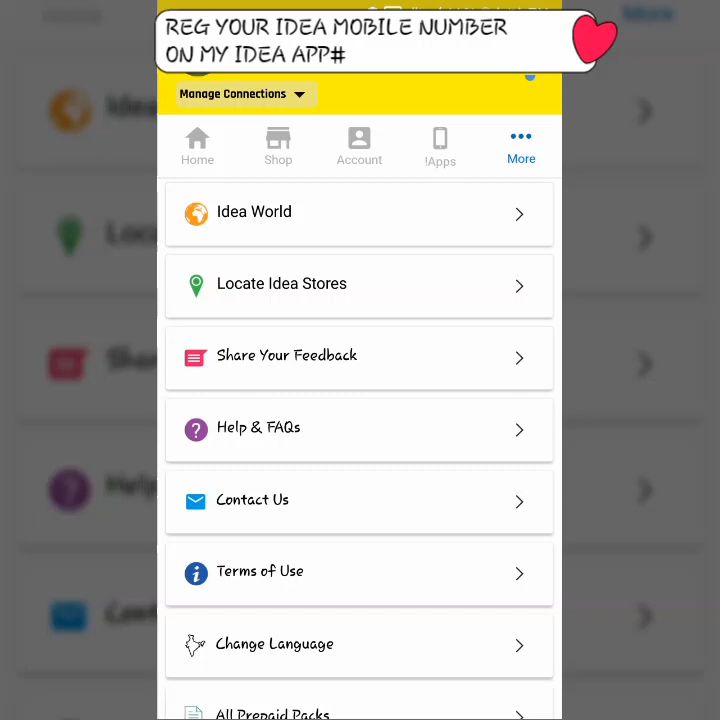 REG YOUR IDEA MOBILE NUMBER
ON MY IDEA APP#
More
Manage Connections
Home
Shop
Account
!Apps
More
Idea World
Locate Idea Stores
Share Your Feedback
Help & FAQs
Contact Us
Terms of Use
Change Language
All Prepaid Packs